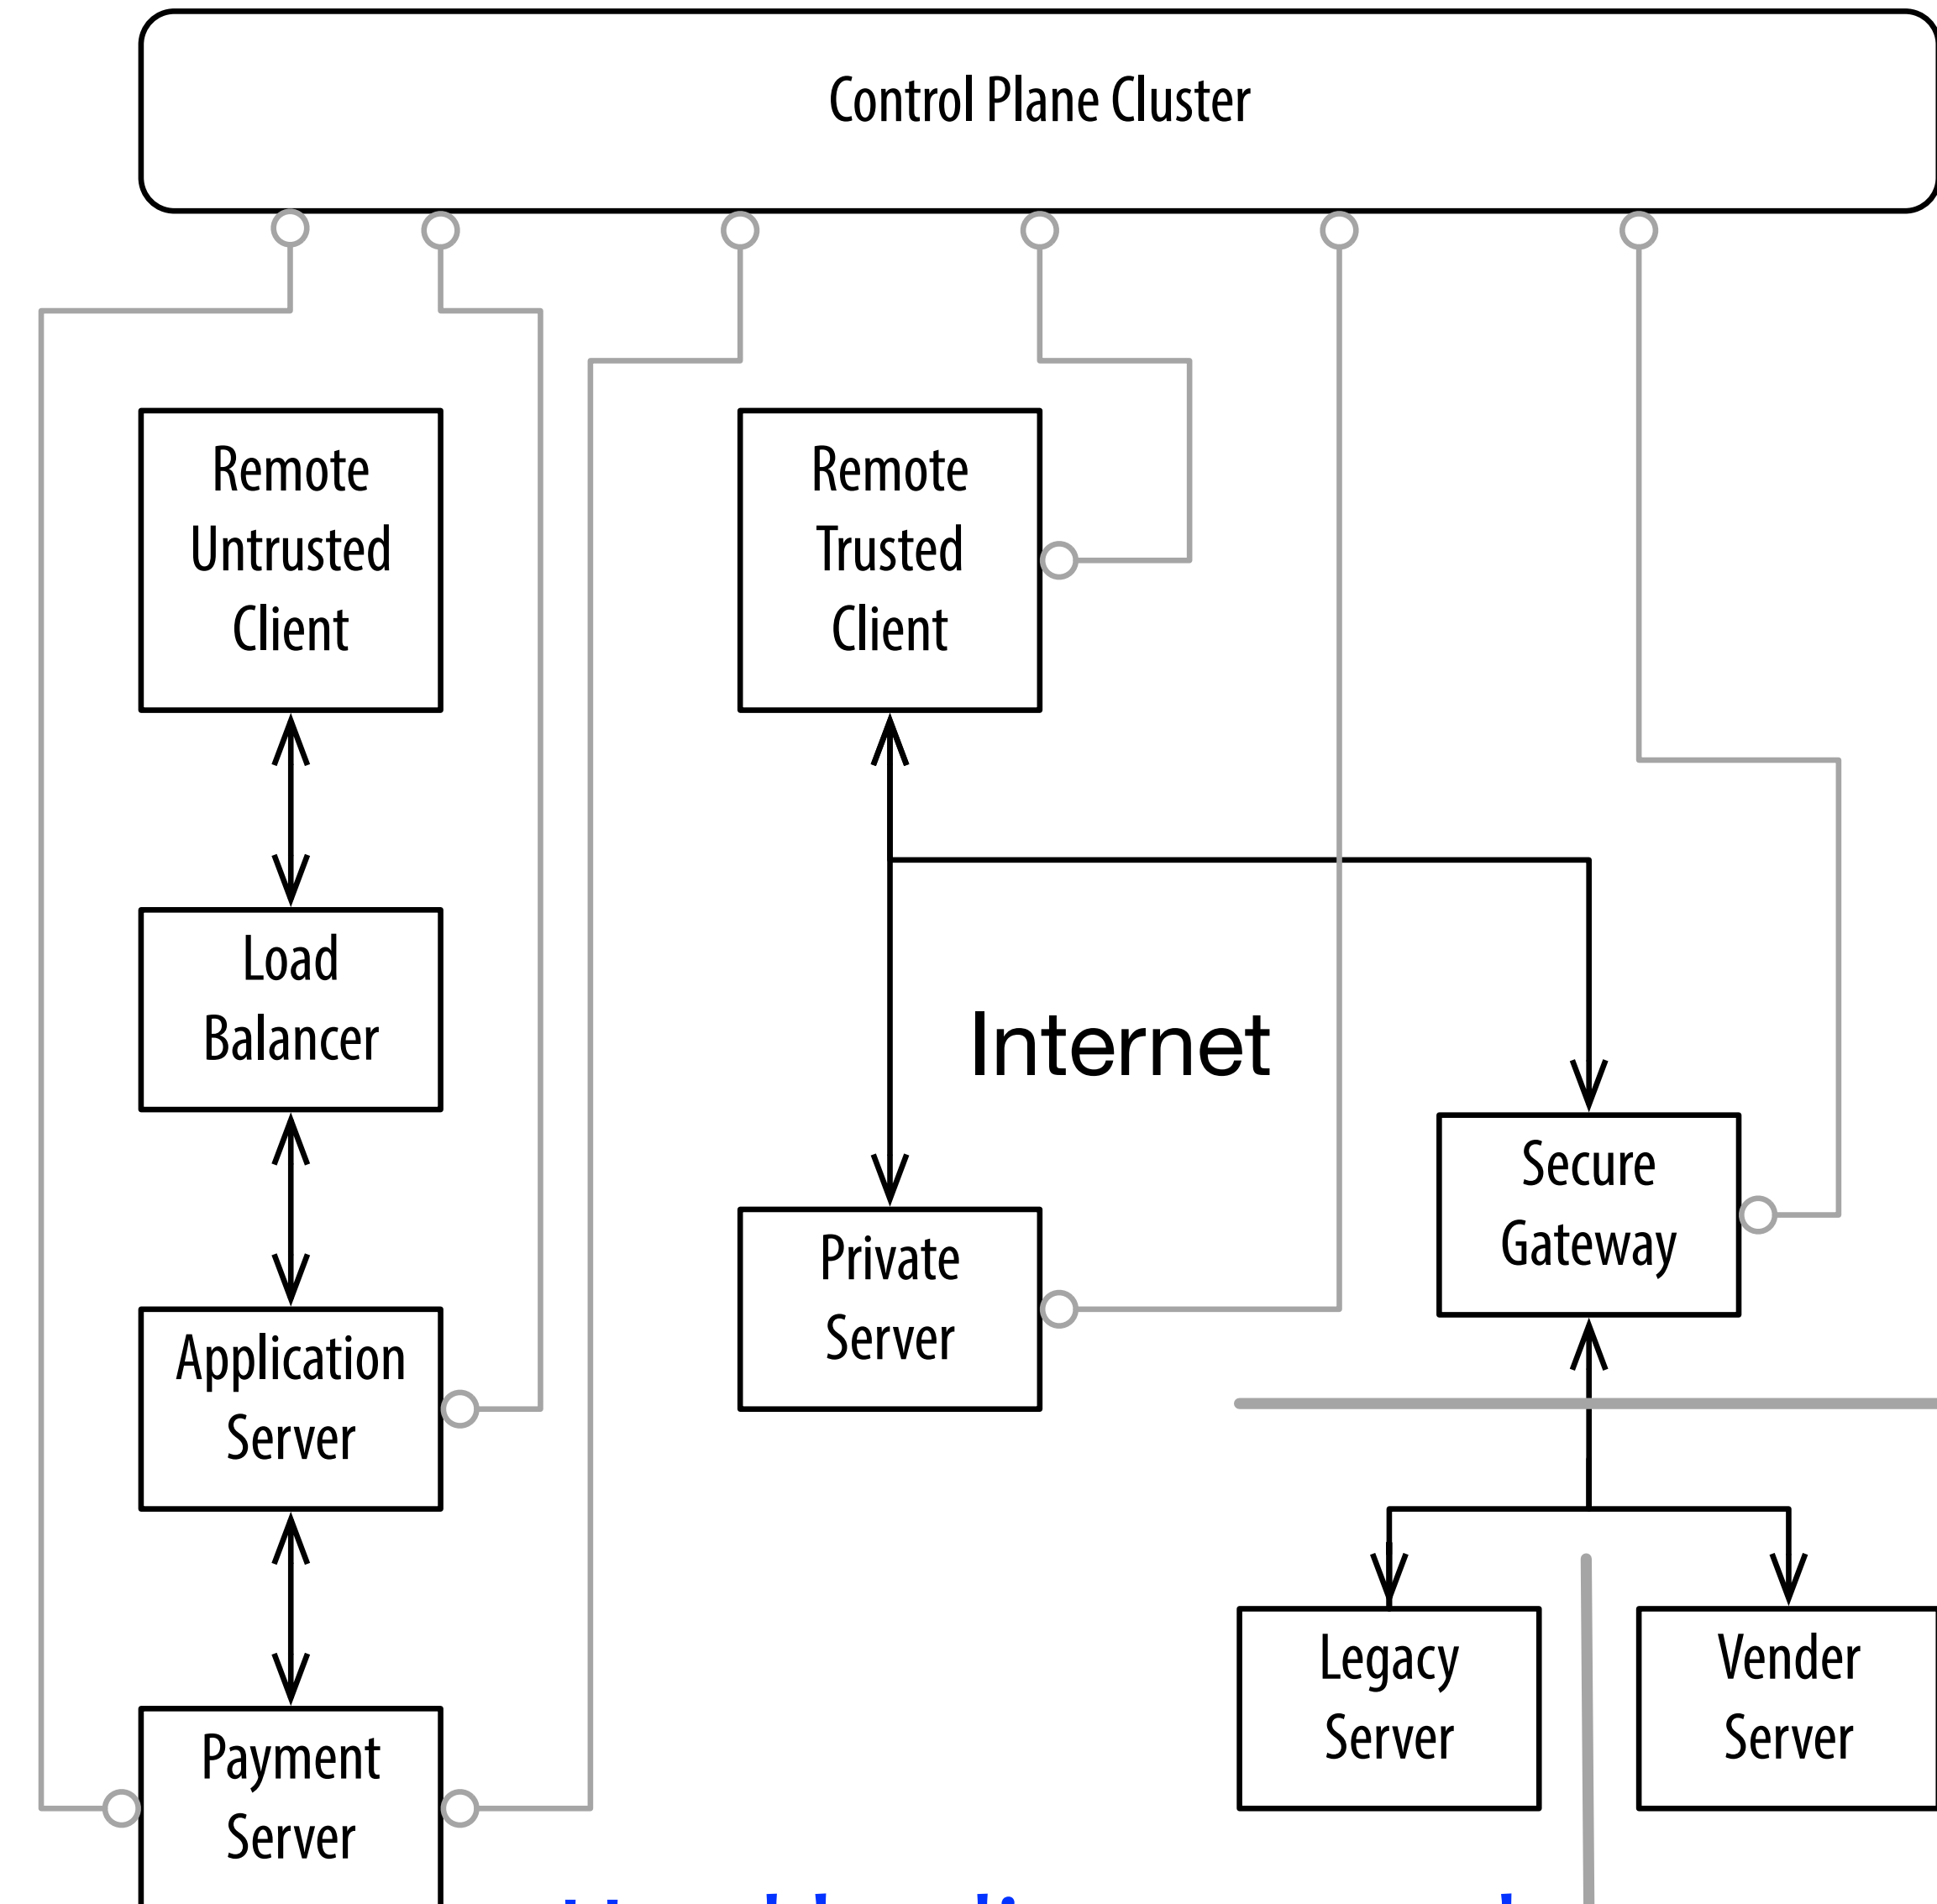 Control Plane Cluster
Remote
Untrusted
Client
Remote
Trusted
Client
Load
Balancer
Internet
Secure
Gateway
Private
Server
Application
Server
Legacy
Server
Vender
Server
Payment
Server